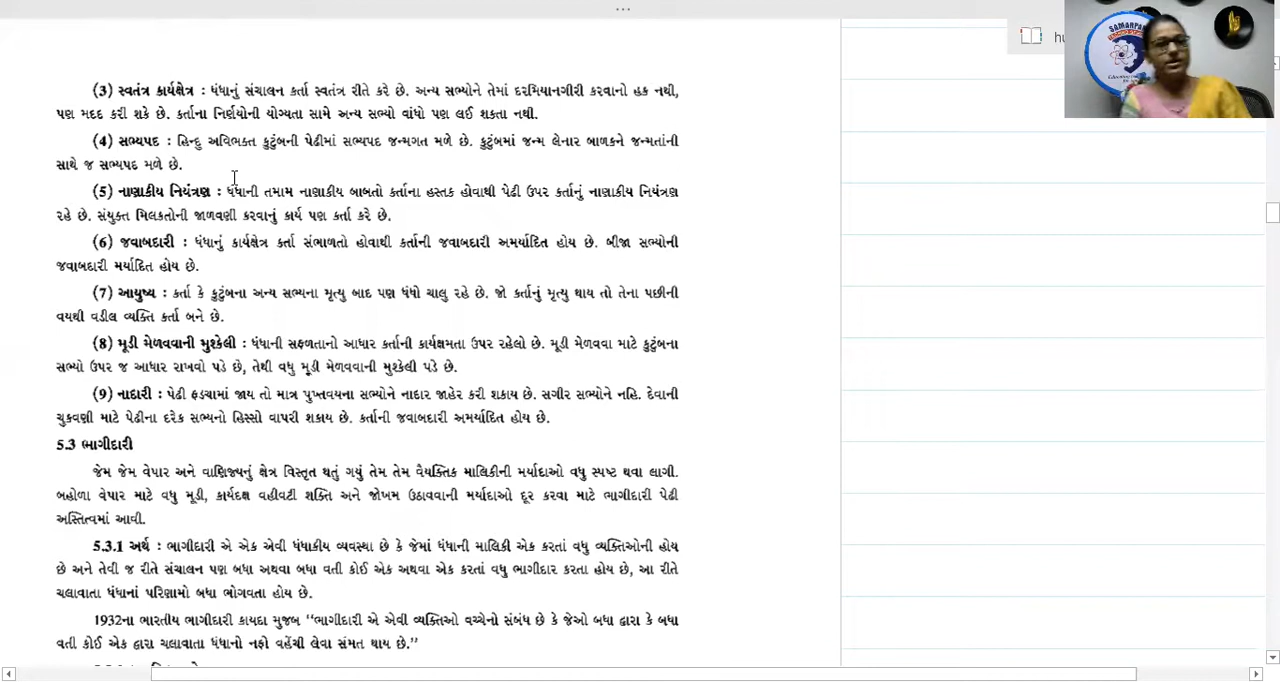 (3) સ્વતંત્ર કાર્યક્ષેત્ર : ધંધાનું સંચાલન કર્તા સ્વતંત્ર રીતે કરે છે. અન્ય સભ્યોને તેમાં દરમિયાનગીરી કરવાનો હક નથી,
પણ મદદ કરી શકે છે. કર્તાના નિર્ણયોની યોગ્યતા સામે અન્ય સભ્યો વાંધો પણ લઈ શકતા નથી.
(4) સભ્યપદ : હિન્દુ અવિભક્ત કુટુંબની પેઢીમાં સભ્યપદ જન્મગત મળે છે. કુટુંબમાં જન્મ લેનાર બાળકને જન્મતાંની
સાથે જ સભ્યપદ મળે છે.
(5) નાણાકીય નિયંત્રણ : ધંધાની તમામ નાણાકીય બાબતો કર્તાના હસ્તક હોવાથી પેઢી ઉપર કર્તાનું નાણાકીય નિયંત્રણ
રહે છે. સંયુક્ત મિલકતોની જાળવણી કરવાનું કાર્ય પણ કર્તા કરે છે.
(6) જવાબદારી : ધંધાનું કાર્યક્ષેત્ર કર્તા સંભાળતો હોવાથી કર્તાની જવાબદારી અમર્યાદિત હોય છે. બીજા સભ્યોની
જવાબદારી મર્યાદિત હોય છે.
(7) આયુષ્ય : કર્તા કે કુટુંબના અન્ય સભ્યના મૃત્યુ બાદ પણ ધંધો ચાલુ રહે છે. જો કર્તાનું મૃત્યુ થાય તો તેના પછીની
વયથી વડીલ વ્યક્તિ કર્તા બને છે.
(8) મૂડી મેળવવાની મુશ્કેલી : ધંધાની સફળતાનો આધાર કર્તાની કાર્યક્ષમતા ઉપર રહેલો છે. મૂડી મેળવવા માટે કુટુંબના
સભ્યો ઉપર જ આધાર રાખવો પડે છે, તેથી વધુ મૂડી મેળવવાની મુશ્કેલી પડે છે.
(9) નાદારી : પેઢી ફડચામાં જાય તો માત્ર પુખ્તવયના સભ્યોને નાદાર જાહેર કરી શકાય છે. સગીર સભ્યોને નહિ. દેવાની
ચુકવણી માટે પેઢીના દરેક સભ્યનો હિસ્સો વાપરી શકાય છે. કર્તાની જવાબદારી અમર્યાદિત હોય છે.
5.3 ભાગીદારી
જેમ જેમ વેપાર અને વાણિજ્યનું ક્ષેત્ર વિસ્તૃત થતું ગયું તેમ તેમ વૈયક્તિક માલિકીની મર્યાદાઓ વધુ સ્પષ્ટ થવા લાગી.
બહોળા વેપાર માટે વધુ મૂડી, કાર્યદક્ષ વહીવટી શક્તિ અને જોખમ ઉઠાવવાની મર્યાદાઓ દૂર કરવા માટે ભાગીદારી પેઢી
અસ્તિત્વમાં આવી.
5.3.1 અર્થ : ભાગીદારી એ એક એવી ધંધાકીય વ્યવસ્થા છે કે જેમાં ધંધાની માલિકી એક કરતાં વધુ વ્યક્તિઓની હોય
છે અને તેવી જ રીતે સંચાલન પણ બધા અથવા બધા વતી કોઈ એક અથવા એક કરતાં વધુ ભાગીદાર કરતા હોય છે, આ રીતે
ચલાવાતા ધંધાનાં પરિણામો બધા ભોગવતા હોય છે.
1932ના ભારતીય ભાગીદારી કાયદા મુજબ “ભાગીદારી એ એવી વ્યક્તિઓ વચ્ચેનો સંબંધ છે કે જેઓ બધા દ્વારા કે બધા
વતી કોઈ એક દ્વારા ચલાવાતા ધંધાનો નફો વહેંચી લેવા સંમત થાય છે.”
hu
SAMARPAN